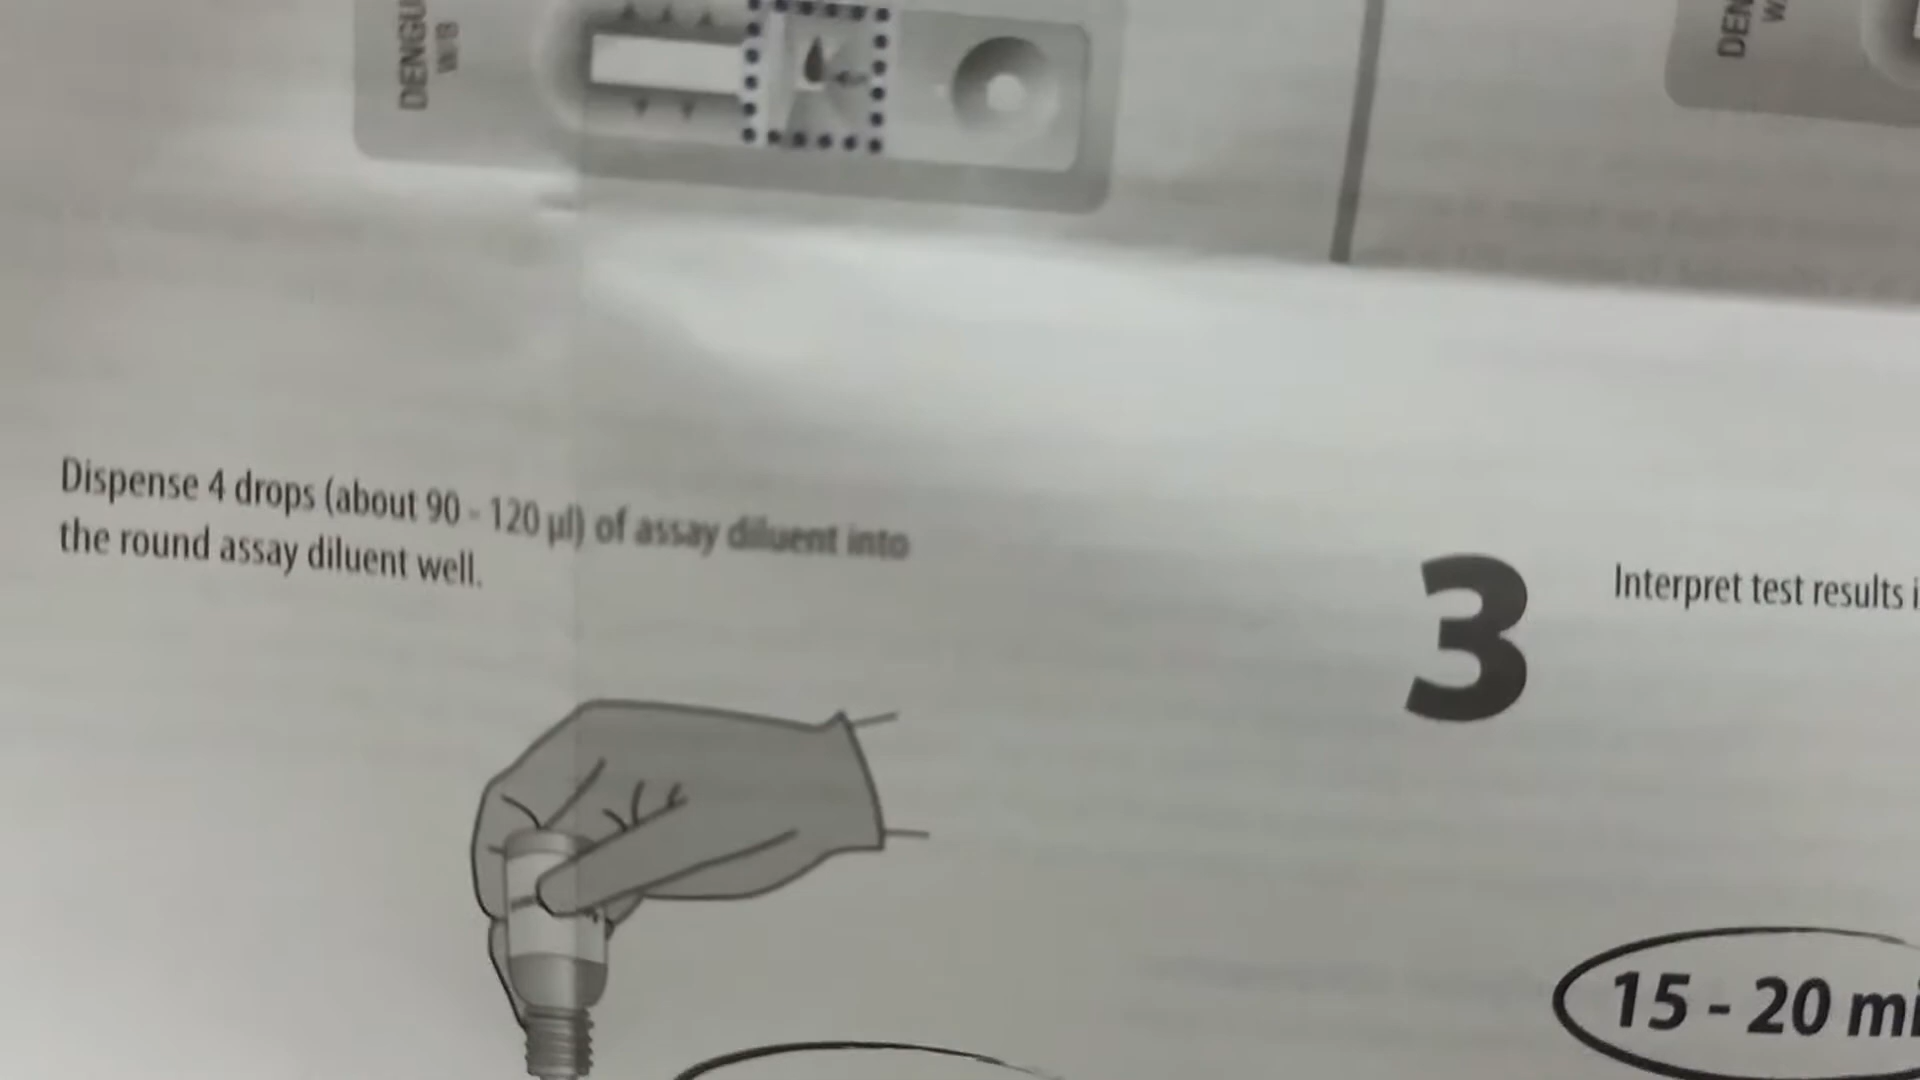 DENGU
W/B
DEN
W/
Dispense 4 drops (about 90 - 120 µl) of assay diluent into
the round assay diluent well.
3
Interpret test results i
15 - 20 mi